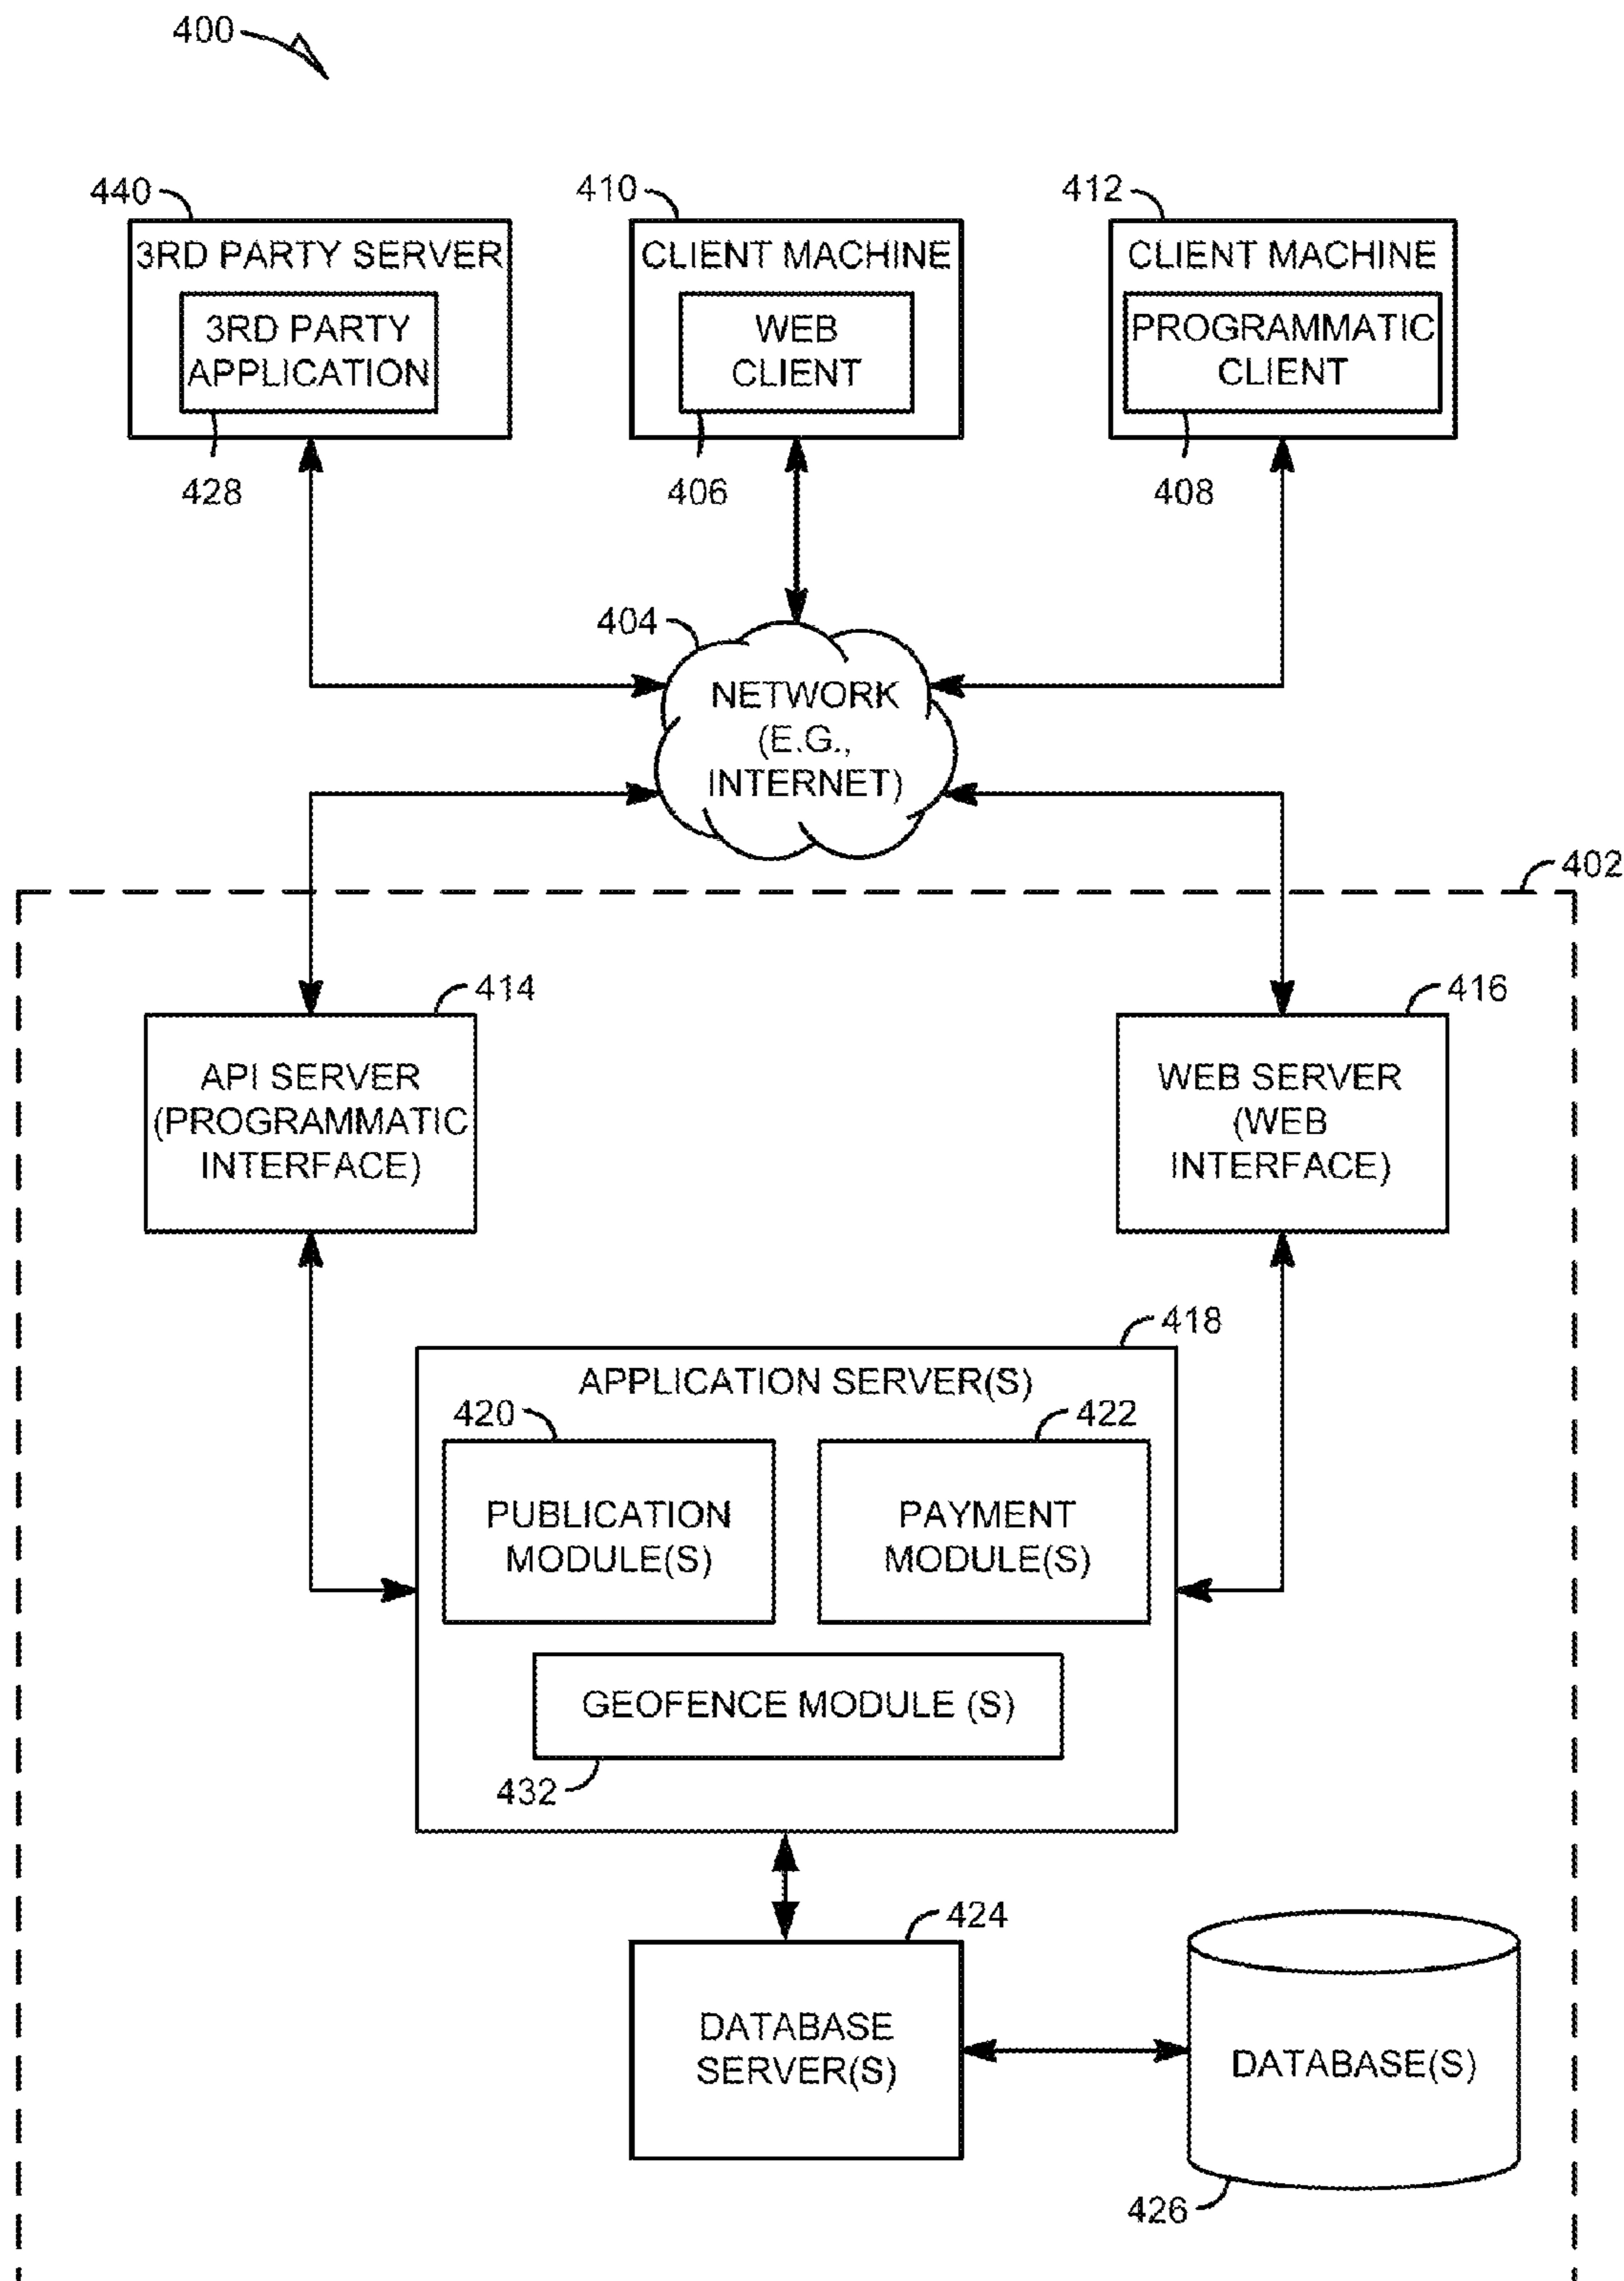 400
440
3RD PARTY SERVER
3RD PARTY
APPLICATION
428
410
CLIENT MACHINE
WEB
CLIENT
406
412
CLIENT MACHINE
PROGRAMMATIC
CLIENT
408
404
NETWORK
(E.G.,
INTERNET)
402
414
API SERVER
(PROGRAMMATIC
INTERFACE)
416
WEB SERVER
(WEB
INTERFACE)
418
APPLICATION SERVER(S)
420
PUBLICATION
MODULE(S)
422
PAYMENT
MODULE(S)
GEOFENCE MODULE (S)
432
424
DATABASE
SERVER(S)
DATABASE(S)
426